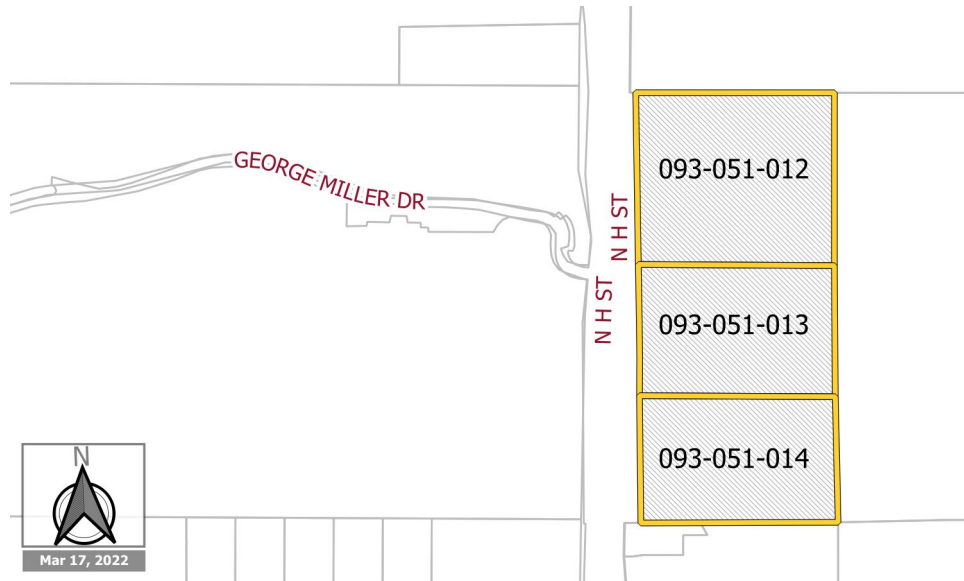 093-051-012
GEORGE MILLER DR
N H ST
N H ST
093-051-013
093-051-014
N
Mar 17, 2022